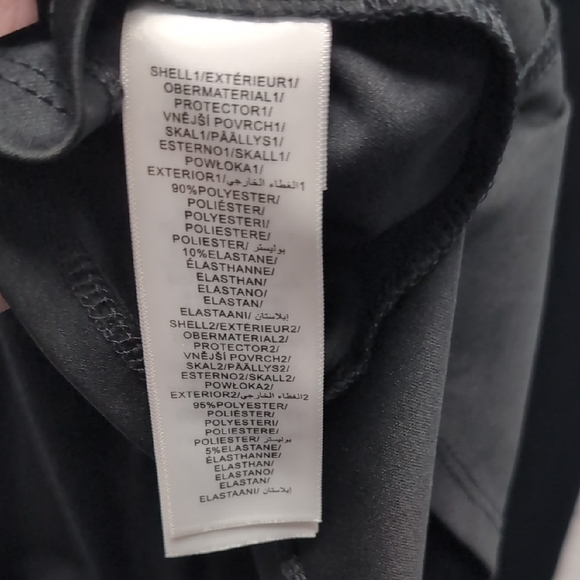 SHELL1/EXTÉRIEUR1/
OBERMATERIAL1/
PROTECTOR1/
VNĚJŠÍ POVRCH1/
SKAL1/PÄÄLLYS1/
ESTERNO1/SKALL1/
POWŁOKA1/
EXTERIOR1/الغطاء الخارجي1
90%POLYESTER/
POLIÉSTER/
POLYESTERI/
POLIESTERE/
POLIESTER/ بوليستر
10%ELASTANE/
ÉLASTHANNE/
ELASTHAN/
ELASTANO/
ELASTAN/
ELASTAANI/ إيلاستان
SHELL2/EXTÉRIEUR2/
OBERMATERIAL2/
PROTECTOR2/
VNĚJŠÍ POVRCH2/
SKAL2/PÄÄLLYS2/
ESTERNO2/SKALL2/
POWŁOKA2/
EXTERIOR2/الغطاء الخارجي2
95%POLYESTER/
POLIÉSTER/
POLYESTERI/
POLIESTERE/
POLIESTER/ بوليستر
5%ELASTANE/
ÉLASTHANNE/
ELASTHAN/
ELASTANO/
ELASTAN/
ELASTAANI/ إيلاستان